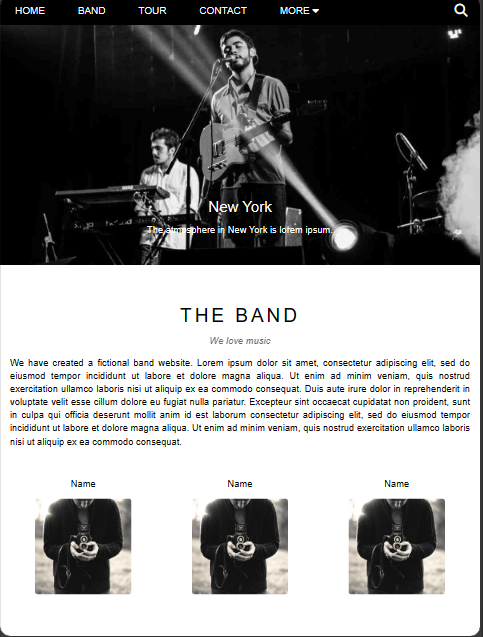 HOME BAND TOUR CONTACT MORE
New York
The atmosphere in New York is lorem ipsum.
THE BAND
We love music
We have created a fictional band website. Lorem ipsum dolor sit amet, consectetur adipiscing elit, sed do
eiusmod tempor incididunt ut labore et dolore magna aliqua. Ut enim ad minim veniam, quis nostrud
exercitation ullamco laboris nisi ut aliquip ex ea commodo consequat. Duis aute irure dolor in reprehenderit in
voluptate velit esse cillum dolore eu fugiat nulla pariatur. Excepteur sint occaecat cupidatat non proident, sunt
in culpa qui officia deserunt mollit anim id est laborum consectetur adipiscing elit, sed do eiusmod tempor
incididunt ut labore et dolore magna aliqua. Ut enim ad minim veniam, quis nostrud exercitation ullamco
laboris nisi ut aliquip ex ea commodo consequat.
Name Name Name